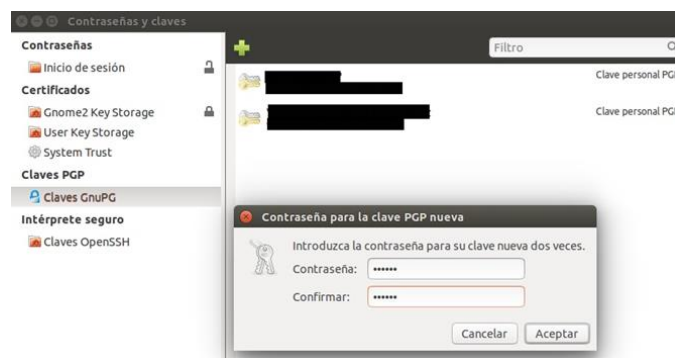 Contraseñas y claves
Contraseñas
Inicio de sesión
Certificados
Gnome2 Key Storage
User Key Storage
System Trust
Claves PGP
Claves GnuPG
Intérprete seguro
Claves OpenSSH
Filtro
Clave personal PGP
Clave personal PGP
Contraseña para la clave PGP nueva
Introduzca la contraseña para su clave nueva dos veces.
Contraseña: ••••••
Confirmar: ••••••
Cancelar Aceptar